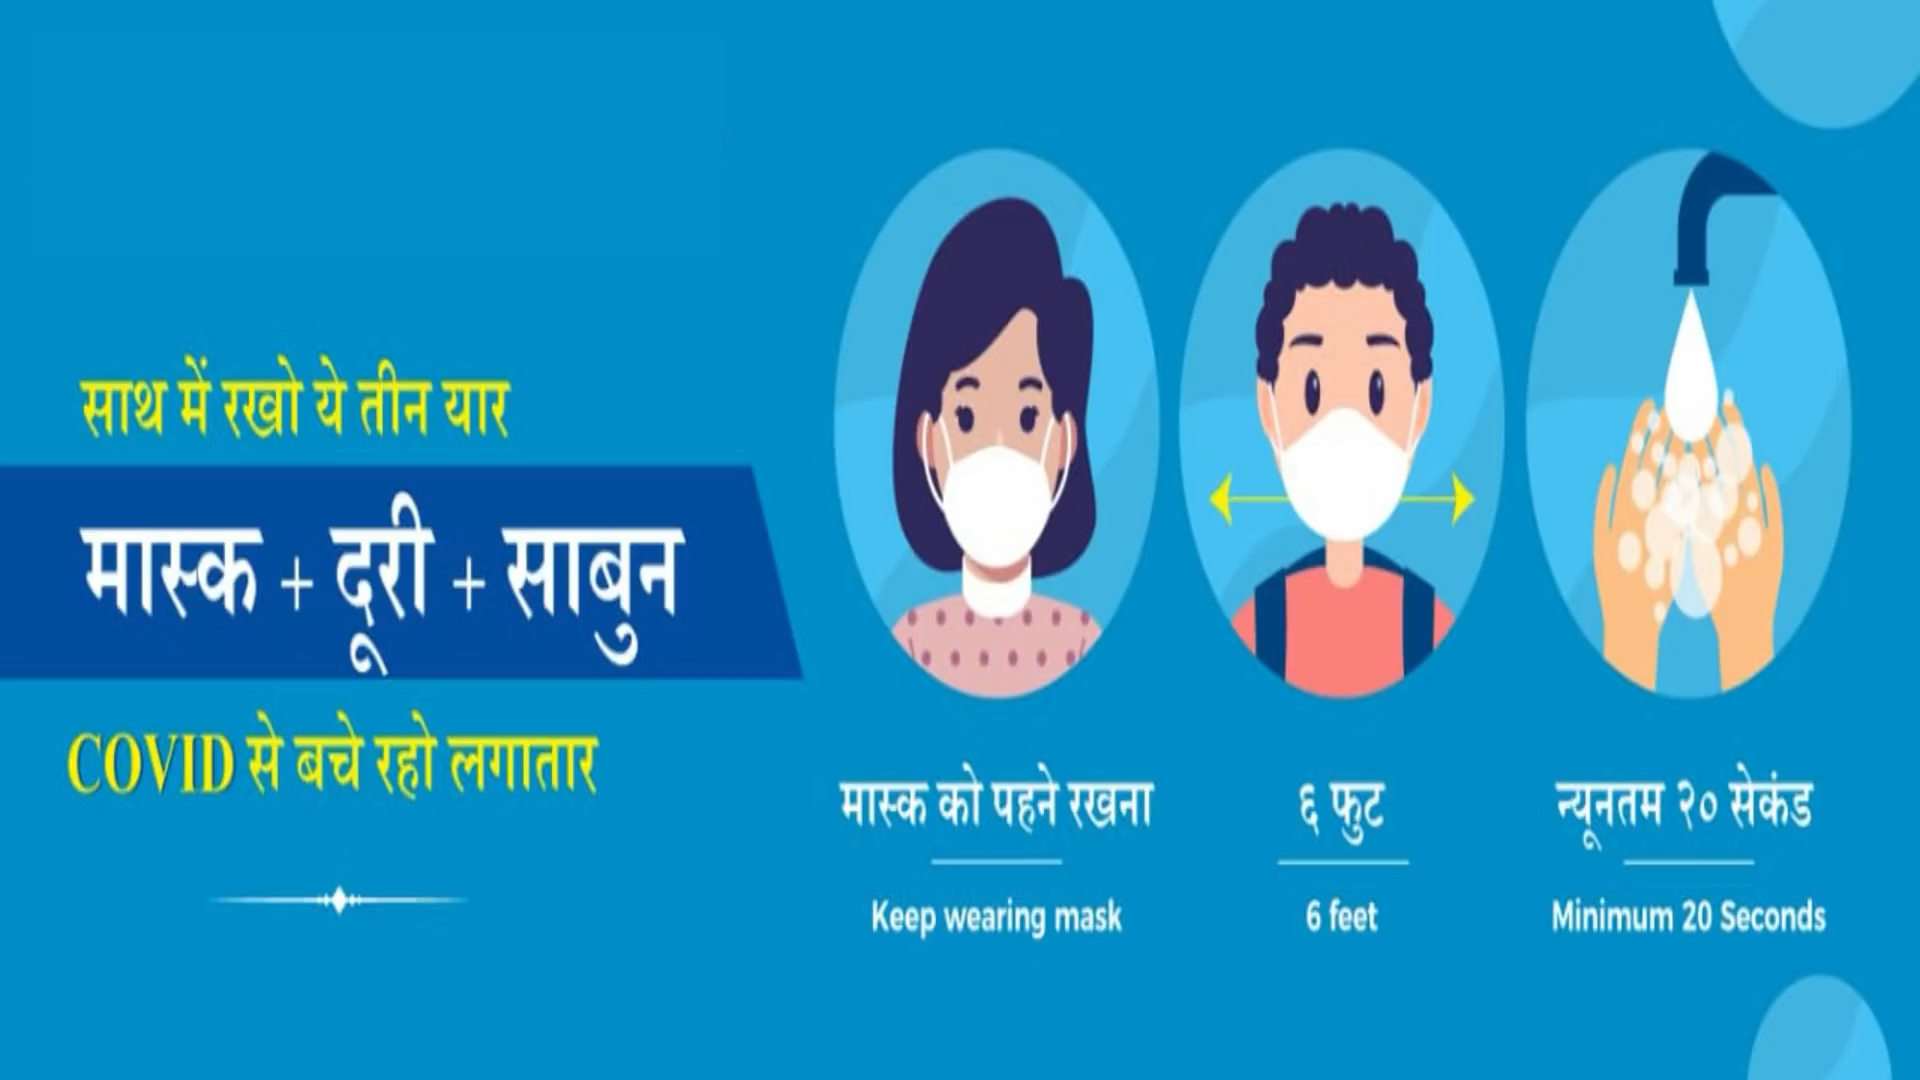 साथ में रखो ये तीन यार
मास्क + दूरी + साबुन
COVID से बचे रहो लगातार
मास्क को पहने रखना
Keep wearing mask
६ फुट
6 feet
न्यूनतम २० सेकंड
Minimum 20 Seconds